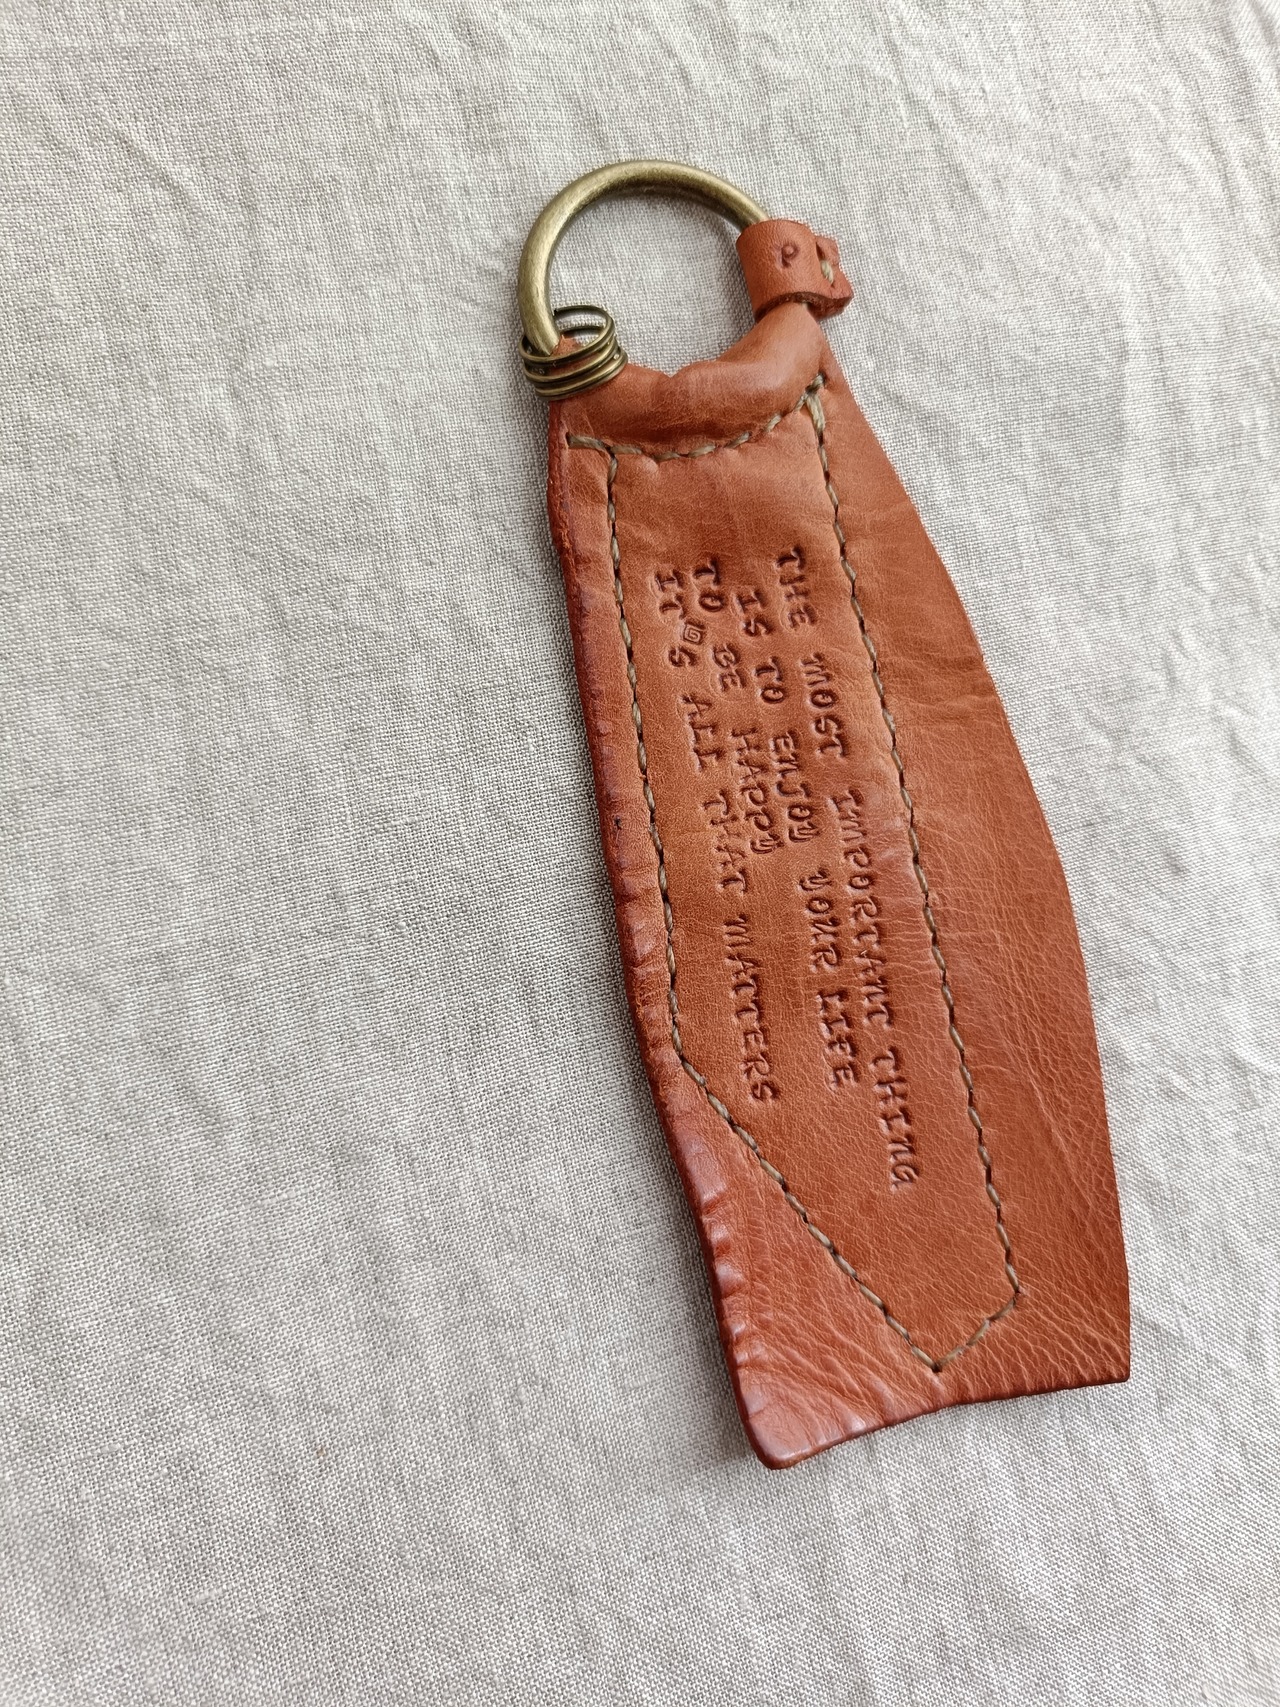 THE MOST IMPORTANT THING
IS TO ENJOY YOUR LIFE
TO BE HAPPY
IT'S ALL THAT MATTERS
P